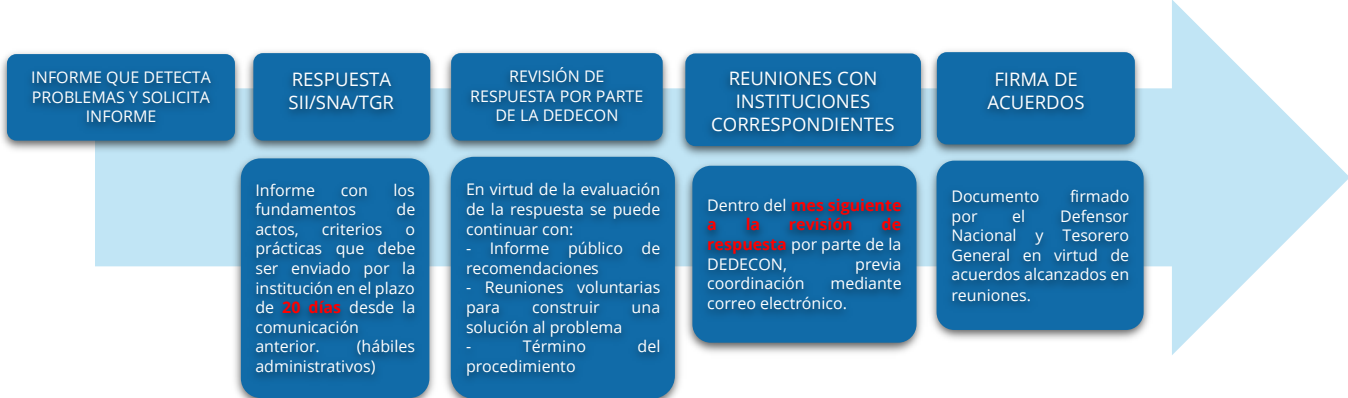 INFORME QUE DETECTA
PROBLEMAS Y SOLICITA
INFORME
RESPUESTA
SII/SNA/TGR
Informe con los
fundamentos de
actos, criterios o
prácticas que debe
ser enviado por la
institución en el plazo
de 20 días desde la
comunicación
anterior. (hábiles
administrativos)
REVISIÓN DE
RESPUESTA POR PARTE
DE LA DEDECON
En virtud de la evaluación
de la respuesta se puede
continuar con:
- Informe público de
recomendaciones
- Reuniones voluntarias
para construir una
solución al problema
- Término del
procedimiento
REUNIONES CON
INSTITUCIONES
CORRESPONDIENTES
Dentro del mes siguiente
a la revisión de
respuesta por parte de la
DEDECON, previa
coordinación mediante
correo electrónico.
FIRMA DE
ACUERDOS
Documento firmado
por el Defensor
Nacional y Tesorero
General en virtud de
acuerdos alcanzados en
reuniones.